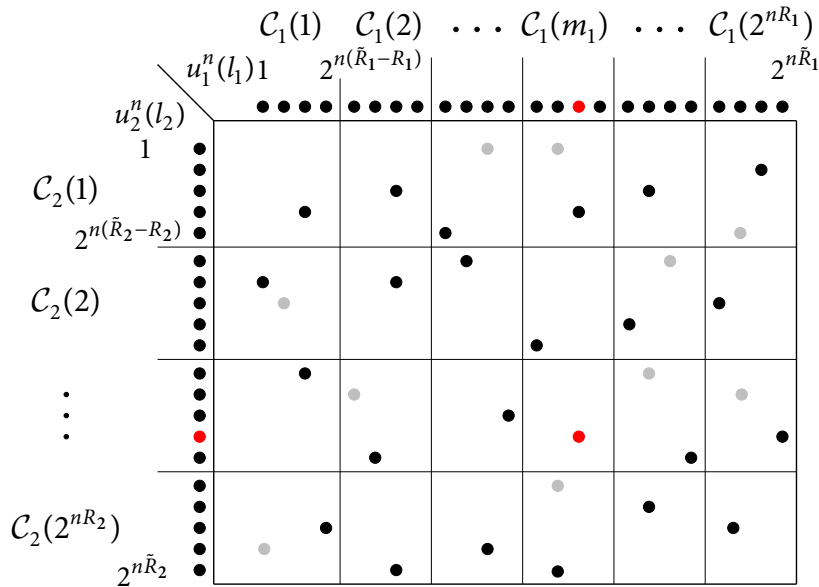 𝒞₁(1) 𝒞₁(2) · · · 𝒞₁(m₁) · · · 𝒞₁(2^{nR₁})
u₁ⁿ(l₁) 1 2^{n(R̃₁−R₁)} 2^{nR̃₁}
u₂ⁿ(l₂)
1
𝒞₂(1)
2^{n(R̃₂−R₂)}
𝒞₂(2)
⋮
𝒞₂(2^{nR₂})
2^{nR̃₂}